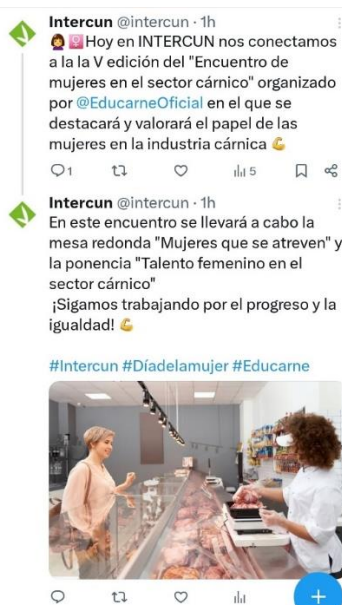 Intercun @intercun · 1h
Hoy en INTERCUN nos conectamos
a la la V edición del "Encuentro de
mujeres en el sector cárnico" organizado
por @EducarneOficial en el que se
destacará y valorará el papel de las
mujeres en la industria cárnica
1 5
Intercun @intercun · 1h
En este encuentro se llevará a cabo la
mesa redonda "Mujeres que se atreven" y
la ponencia "Talento femenino en el
sector cárnico"
¡Sigamos trabajando por el progreso y la
igualdad!
#Intercun #Díadelamujer #Educarne